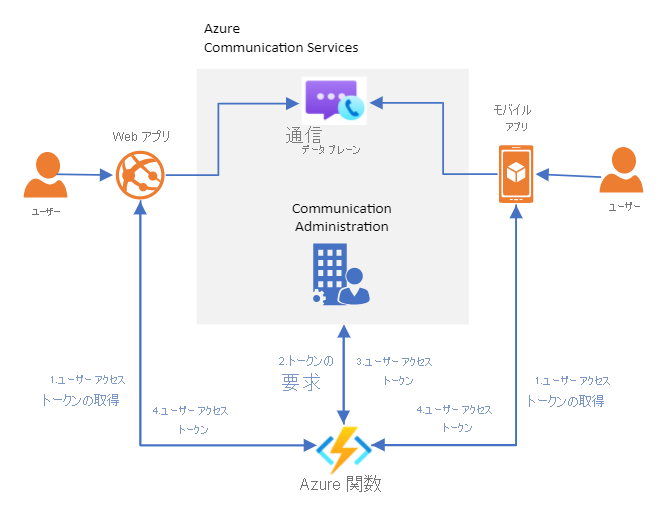 Azure
Communication Services
Web アプリ
通信
データ プレーン
モバイル
アプリ
ユーザー
ユーザー
Communication
Administration
1.ユーザー アクセス
トークンの取得
4.ユーザー アクセス
トークン
2.トークンの
要求
3.ユーザー アクセス
トークン
4.ユーザー アクセス
トークン
1.ユーザー アクセス
トークンの取得
Azure 関数